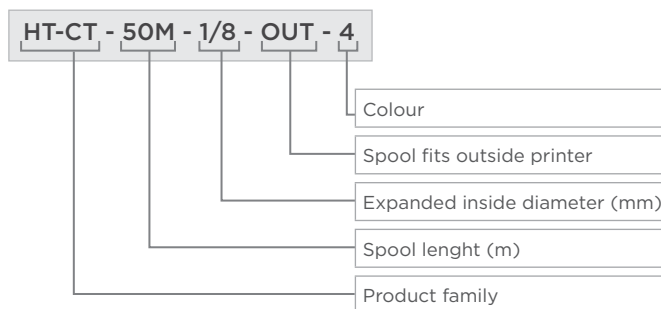 HT-CT - 50M - 1/8 - OUT - 4
Colour
Spool fits outside printer
Expanded inside diameter (mm)
Spool lenght (m)
Product family